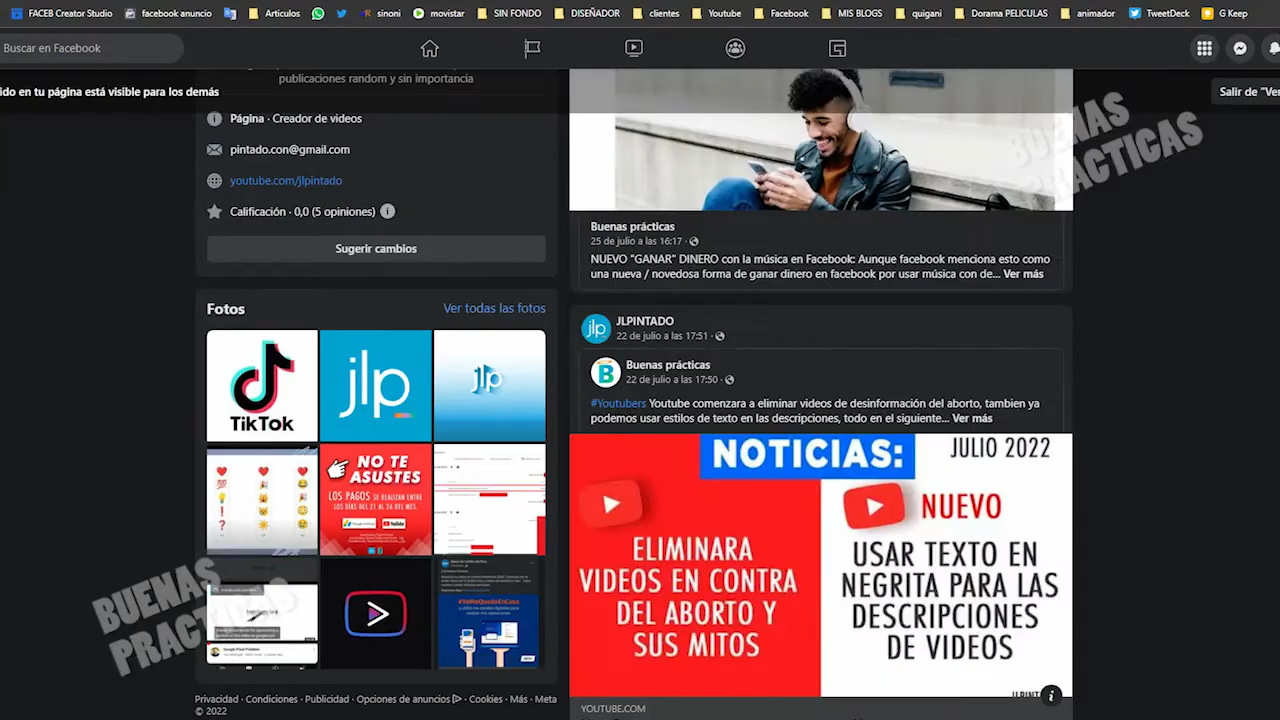 FACEB Creator Studio
facebook anuncio
Articulos
sinoni
movistar
SIN FONDO
DISEÑADOR
clientes
Youtube
Facebook
MIS BLOGS
quigani
Dorama PELICULAS
animador
TweetDeck
G Keep
Buscar en Facebook
ido en tu página está visible para los demás
Salir de "Ver
publicaciones random y sin importancia
Página · Creador de videos
pintado.con@gmail.com
youtube.com/jlpintado
Calificación · 0,0 (5 opiniones)
Sugerir cambios
Fotos
Ver todas las fotos
TikTok
jlp
jlp
NO TE
ASUSTES
LOS PAGOS SE REALIZAN ENTRE
LOS DÍAS DEL 21 AL 26 DEL MES.
#YoMeQuedoEnCasa
Privacidad · Condiciones · Publicidad · Opciones de anuncios · Cookies · Más · Meta
© 2022
Buenas prácticas
25 de julio a las 16:17 ·
NUEVO "GANAR" DINERO con la música en Facebook: Aunque facebook menciona esto como
una nueva / novedosa forma de ganar dinero en facebook por usar música con de... Ver más
jlp
JLPINTADO
22 de julio a las 17:51 ·
B
Buenas prácticas
22 de julio a las 17:50 ·
#Youtubers Youtube comenzara a eliminar videos de desinformación del aborto, tambien ya
podemos usar estilos de texto en las descripciones, todo en el siguiente... Ver más
NOTICIAS:
JULIO 2022
ELIMINARA
VIDEOS EN CONTRA
DEL ABORTO Y
SUS MITOS
NUEVO
USAR TEXTO EN
NEGRITA PARA LAS
DESCRIPCIONES
DE VIDEOS
YOUTUBE.COM
BUENAS
PRACTICAS
BUENAS
PRACTICAS